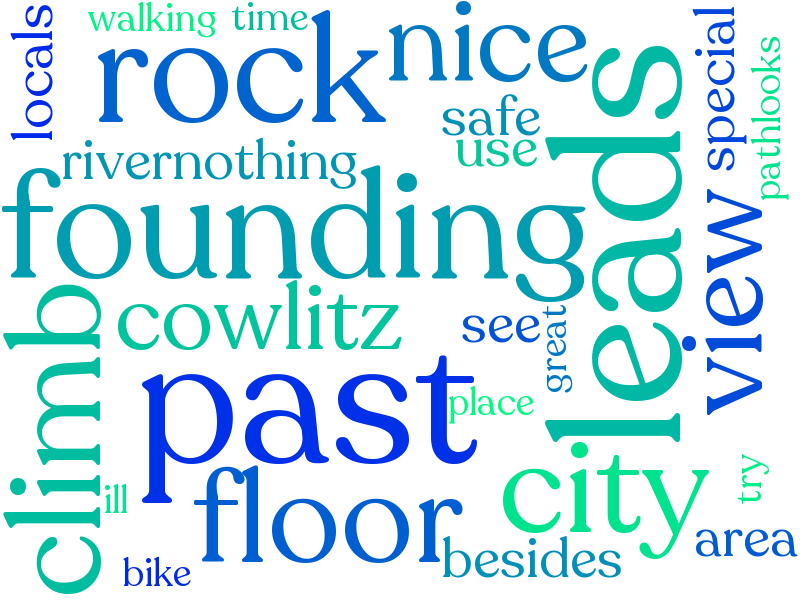 walking
time
locals
rock
nice
special
pathlooks
safe
use
rivernothing
leads
founding
view
climb
cowlitz
see
great
past
place
city
try
floor
ill
area
besides
bike